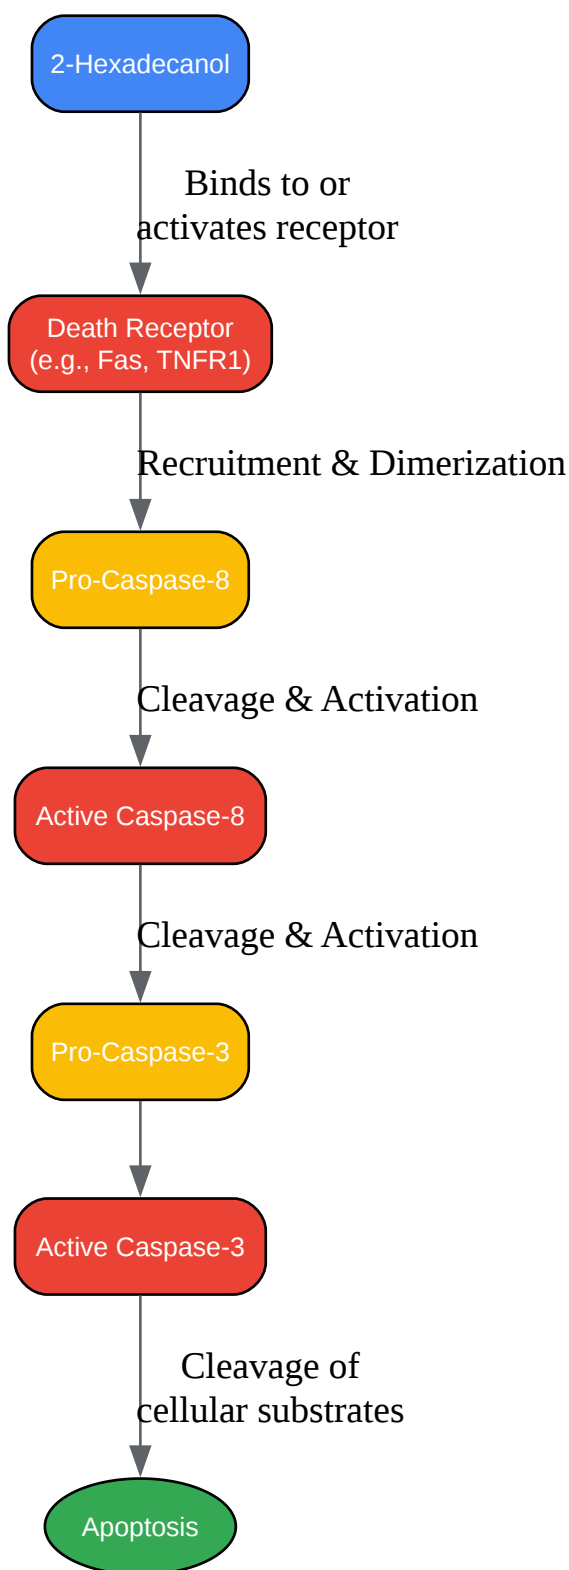 2-Hexadecanol
Binds to or
activates receptor
Death Receptor
(e.g., Fas, TNFR1)
Recruitment & Dimerization
Pro-Caspase-8
Cleavage & Activation
Active Caspase-8
Cleavage & Activation
Pro-Caspase-3
Active Caspase-3
Cleavage of
cellular substrates
Apoptosis